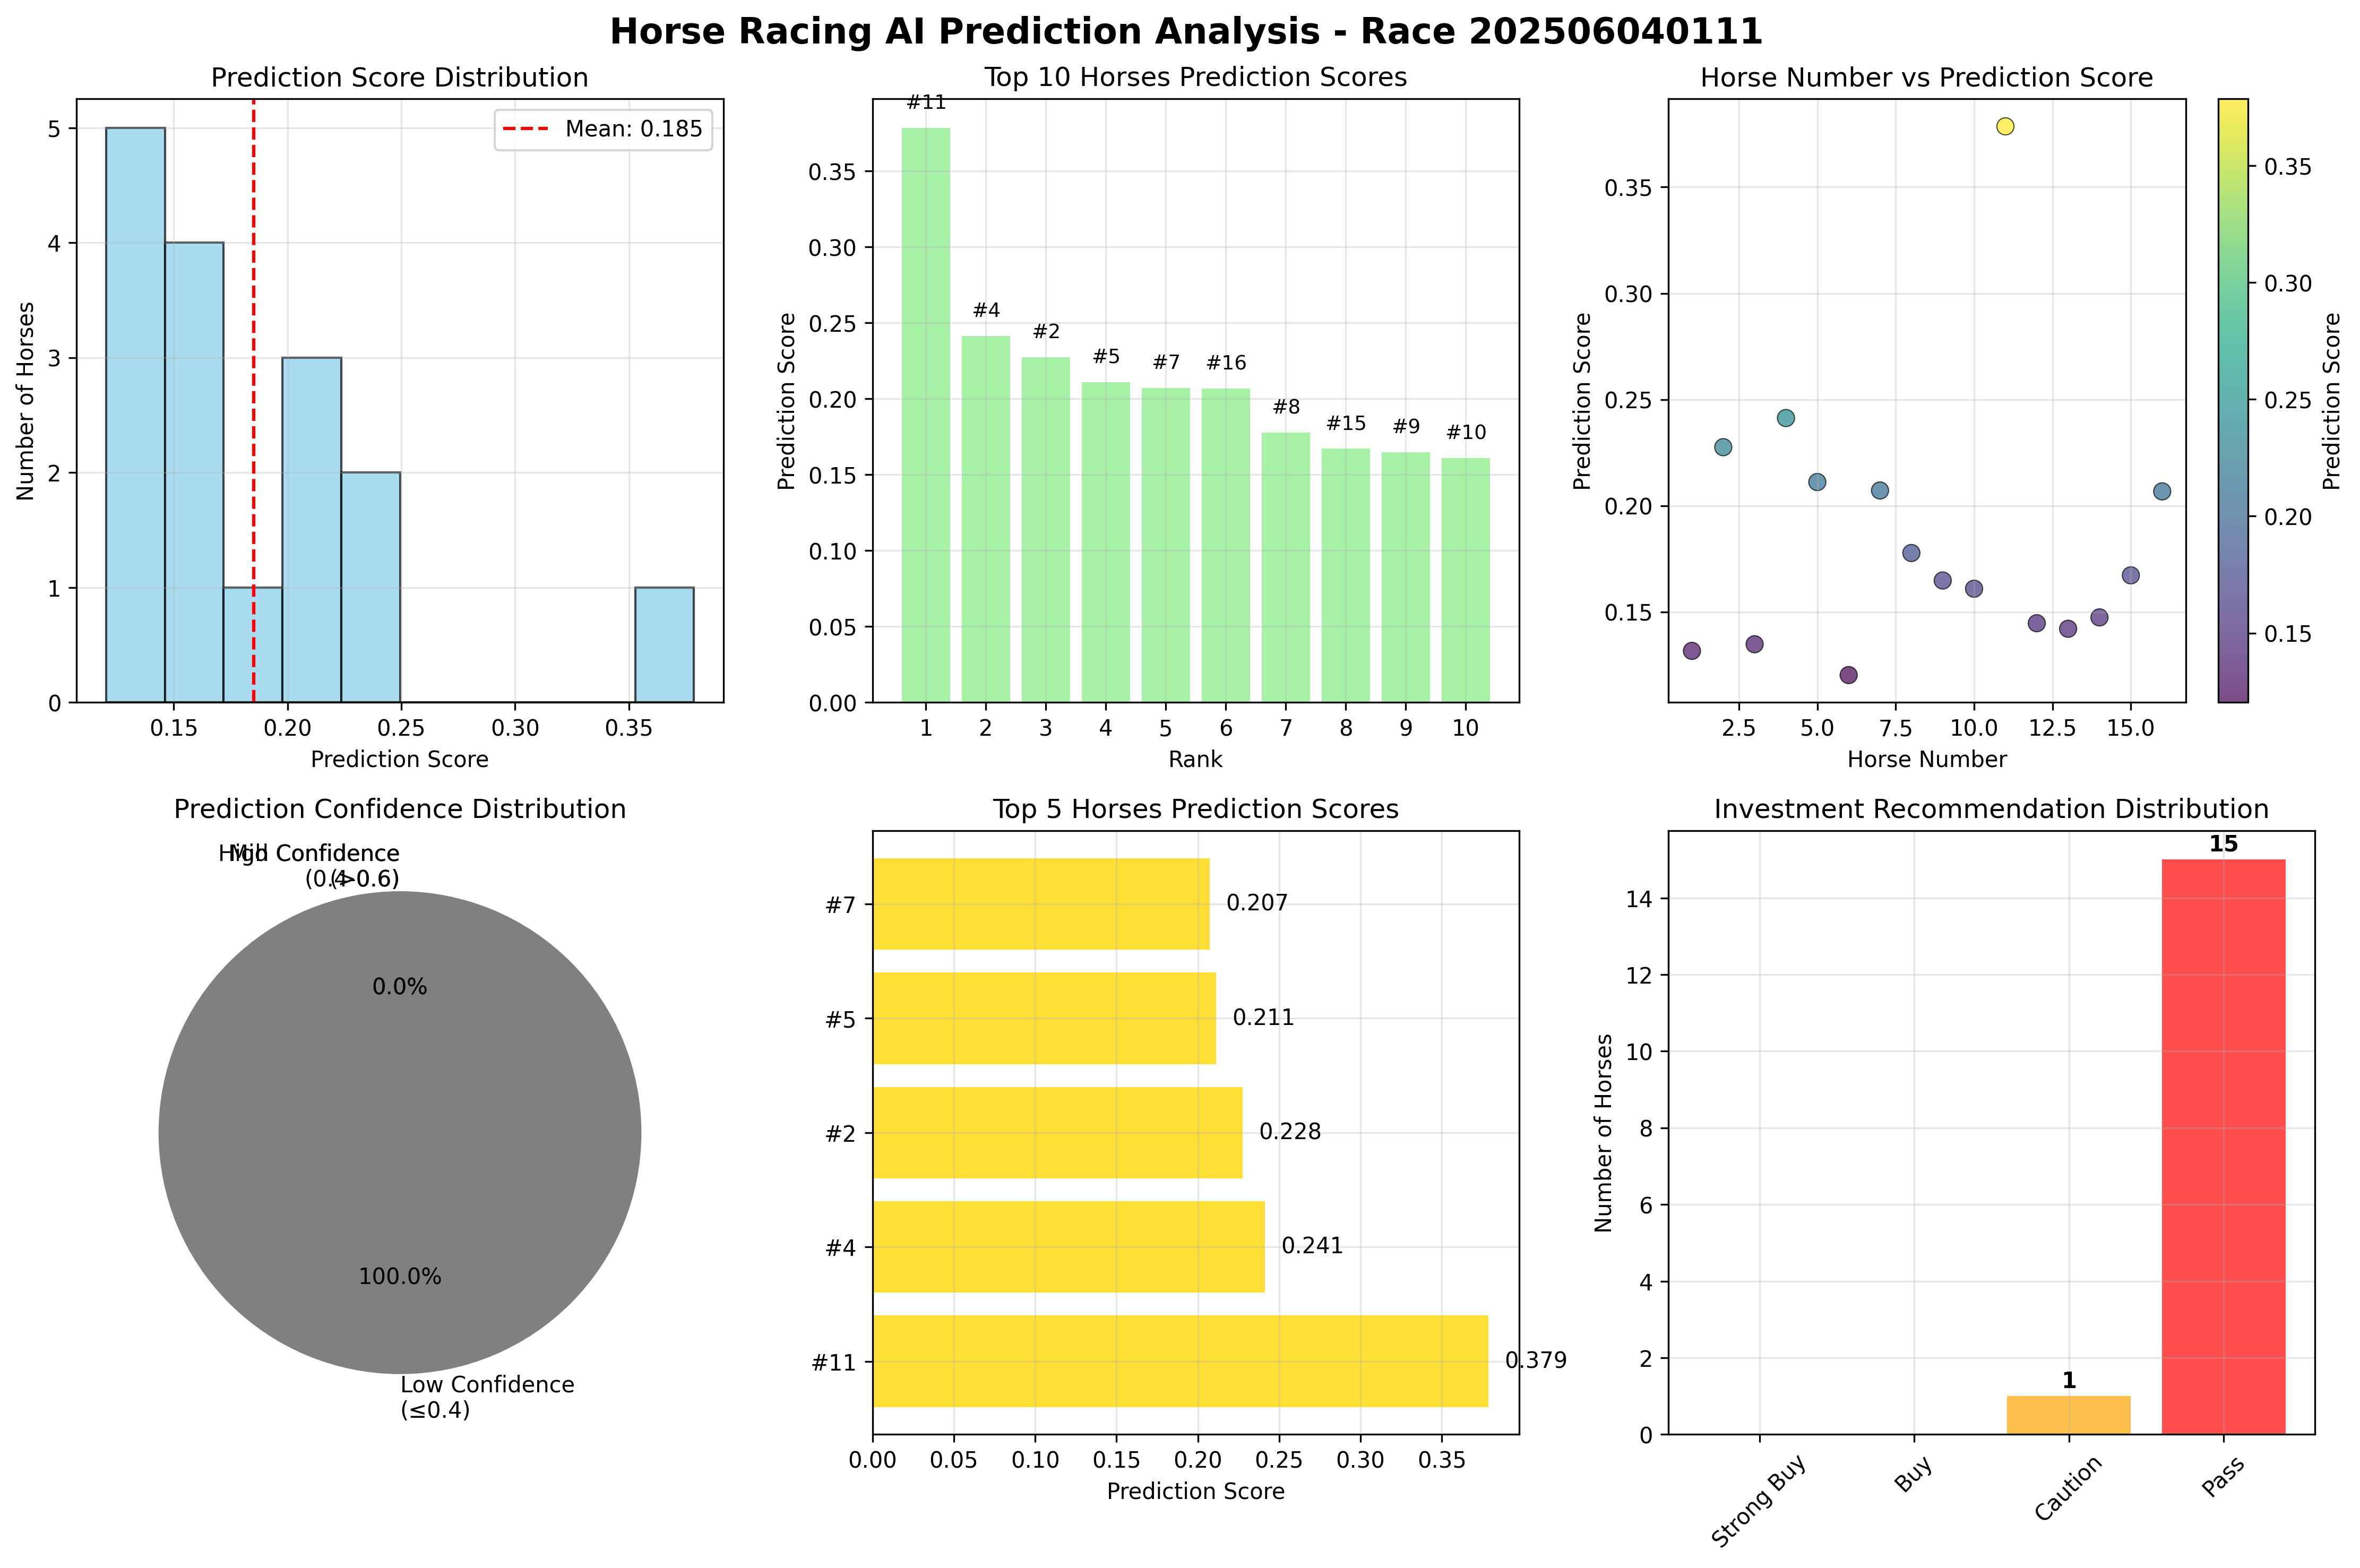 Horse Racing AI Prediction Analysis - Race 202506040111
Prediction Score Distribution
Number of Horses
5
4
3
2
1
0
Mean: 0.185
0.15 0.20 0.25 0.30 0.35
Prediction Score
Top 10 Horses Prediction Scores
Prediction Score
0.35
0.30
0.25
0.20
0.15
0.10
0.05
0.00
#11 #4 #2 #5 #7 #16 #8 #15 #9 #10
1 2 3 4 5 6 7 8 9 10
Rank
Horse Number vs Prediction Score
Prediction Score
0.35
0.30
0.25
0.20
0.15
2.5 5.0 7.5 10.0 12.5 15.0
Horse Number
0.35
0.30
0.25
0.20
0.15
Prediction Score
Prediction Confidence Distribution
High Confidence
(>0.6)
Mid Confidence
(0.4-0.6)
0.0%
100.0%
Low Confidence
(≤0.4)
Top 5 Horses Prediction Scores
#7 0.207
#5 0.211
#2 0.228
#4 0.241
#11 0.379
0.00 0.05 0.10 0.15 0.20 0.25 0.30 0.35
Prediction Score
Investment Recommendation Distribution
Number of Horses
14
12
10
8
6
4
2
0
1
15
Strong Buy
Buy
Caution
Pass